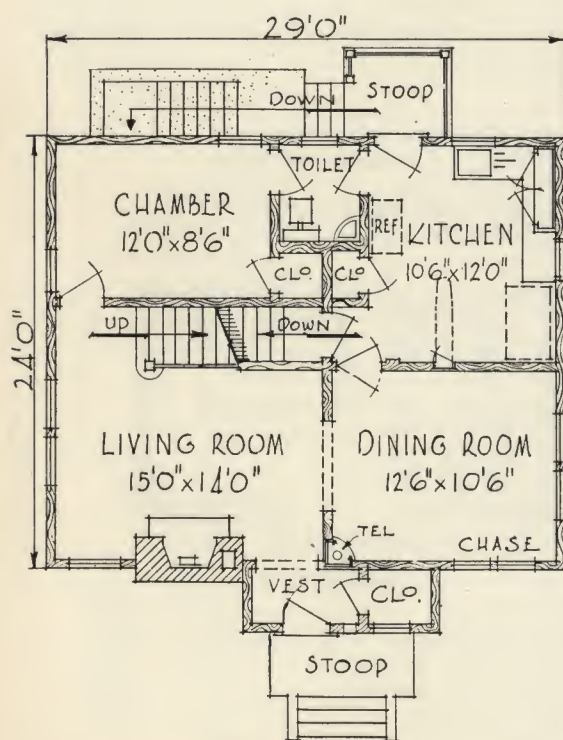 29'0"
STOOP
DOWN
TOILET
CHAMBER
12'0"x8'6"
REF
KITCHEN
10'6"x12'0"
CLO.
CLO
UP
DOWN
24'0"
LIVING ROOM
15'0"x14'0"
DINING ROOM
12'6"x10'6"
TEL
CHASE
VEST
CLO.
STOOP